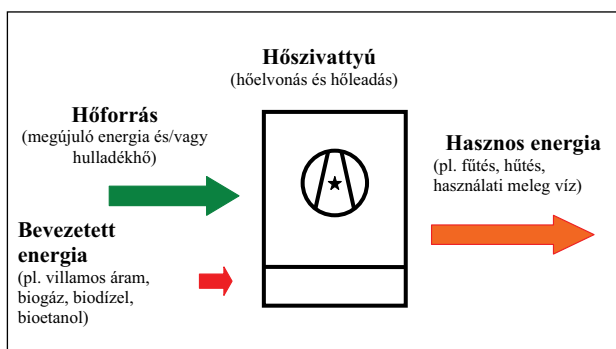 Hőszivattyú
(hőelvonás és hőleadás)
Hőforrás
(megújuló energia és/vagy
hulladékhő)
Bevezetett
energia
(pl. villamos áram,
biogáz, biodízel,
bioetanol)
Hasznos energia
(pl. fűtés, hűtés,
használati meleg víz)